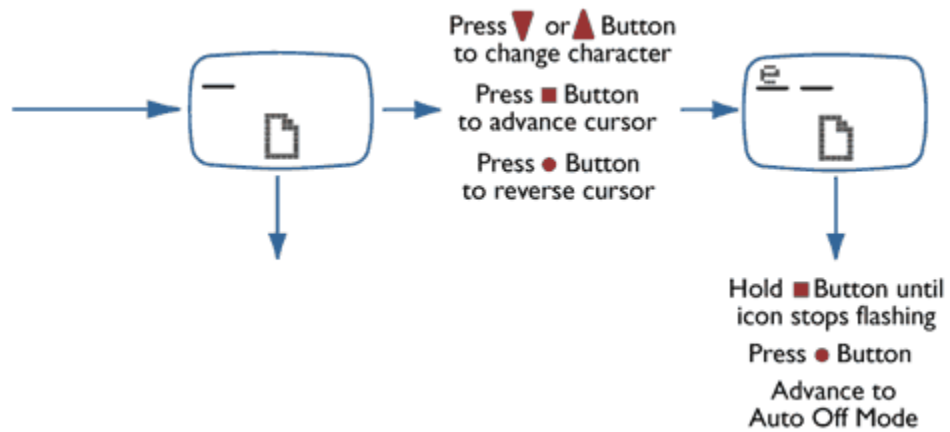 Press ▼ or ▲ Button
to change character
Press ■ Button
to advance cursor
Press ● Button
to reverse cursor
e
Hold ■ Button until
icon stops flashing
Press ● Button
Advance to
Auto Off Mode